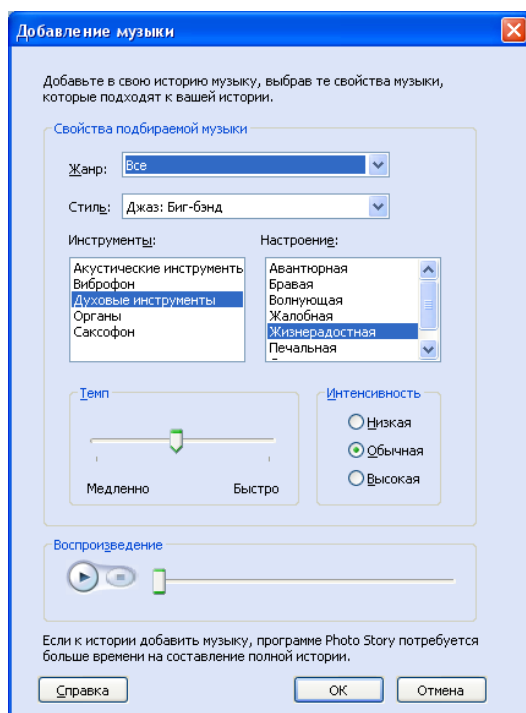 Добавление музыки
Добавьте в свою историю музыку, выбрав те свойства музыки,
которые подходят к вашей истории.
Свойства подбираемой музыки
Жанр: Все
Стиль: Джаз: Биг-бэнд
Инструменты: Настроение:
Акустические инструменть
Виброфон
Духовые инструменты
Органы
Саксофон
Авантюрная
Бравая
Волнующая
Жалобная
Жизнерадостная
Печальная
Темп
Медленно Быстро
Интенсивность
Низкая
Обычная
Высокая
Воспроизведение
Если к истории добавить музыку, программе Photo Story потребуется
больше времени на составление полной истории.
Справка OK Отмена